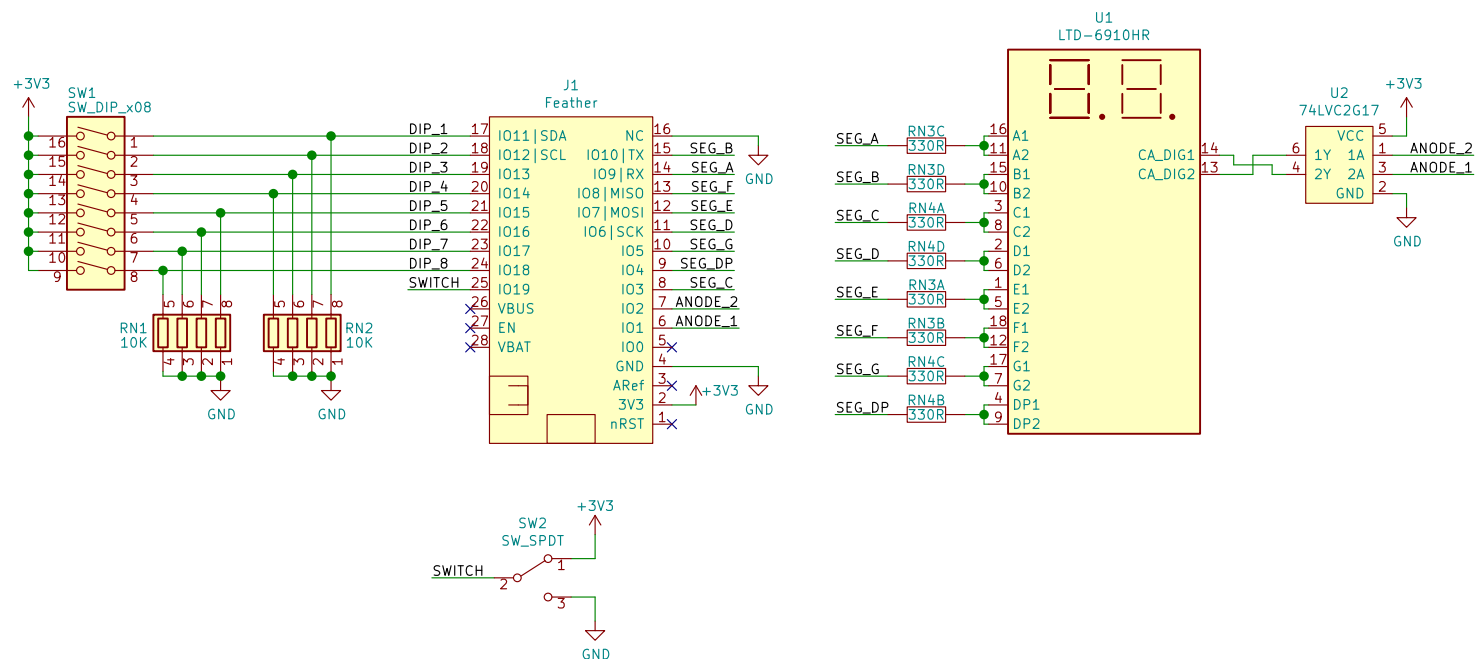 +3V3
SW1
SW_DIP_x08
16 1
15 2
14 3
13 4
12 5
11 6
10 7
9 8
DIP_1
DIP_2
DIP_3
DIP_4
DIP_5
DIP_6
DIP_7
DIP_8
SWITCH
5 6 7 8
RN1
10K
4 3 2 1
GND
5 6 7 8
RN2
10K
4 3 2 1
GND
J1
Feather
17 IO11|SDA NC 16
18 IO12|SCL IO10|TX 15 SEG_B
19 IO13 IO9|RX 14 SEG_A
20 IO14 IO8|MISO 13 SEG_F
21 IO15 IO7|MOSI 12 SEG_E
22 IO16 IO6|SCK 11 SEG_D
23 IO17 IO5 10 SEG_G
24 IO18 IO4 9 SEG_DP
25 IO19 IO3 8 SEG_C
26 VBUS IO2 7 ANODE_2
27 EN IO1 6 ANODE_1
28 VBAT IO0 5
GND 4
ARef 3
3V3 2 +3V3
nRST 1
GND
GND
SW2
SW_SPDT
+3V3
SWITCH 2
1
3
GND
U1
LTD-6910HR
SEG_A RN3C 330R 16 A1
11 A2
SEG_B RN3D 330R 15 B1
10 B2
SEG_C RN4A 330R 3 C1
8 C2
SEG_D RN4D 330R 2 D1
6 D2
SEG_E RN3A 330R 1 E1
5 E2
SEG_F RN3B 330R 18 F1
12 F2
SEG_G RN4C 330R 17 G1
7 G2
SEG_DP RN4B 330R 4 DP1
9 DP2
CA_DIG1 14
CA_DIG2 13
U2
74LVC2G17
+3V3
VCC 5
6 1Y 1A 1 ANODE_2
4 2Y 2A 3 ANODE_1
GND 2
GND